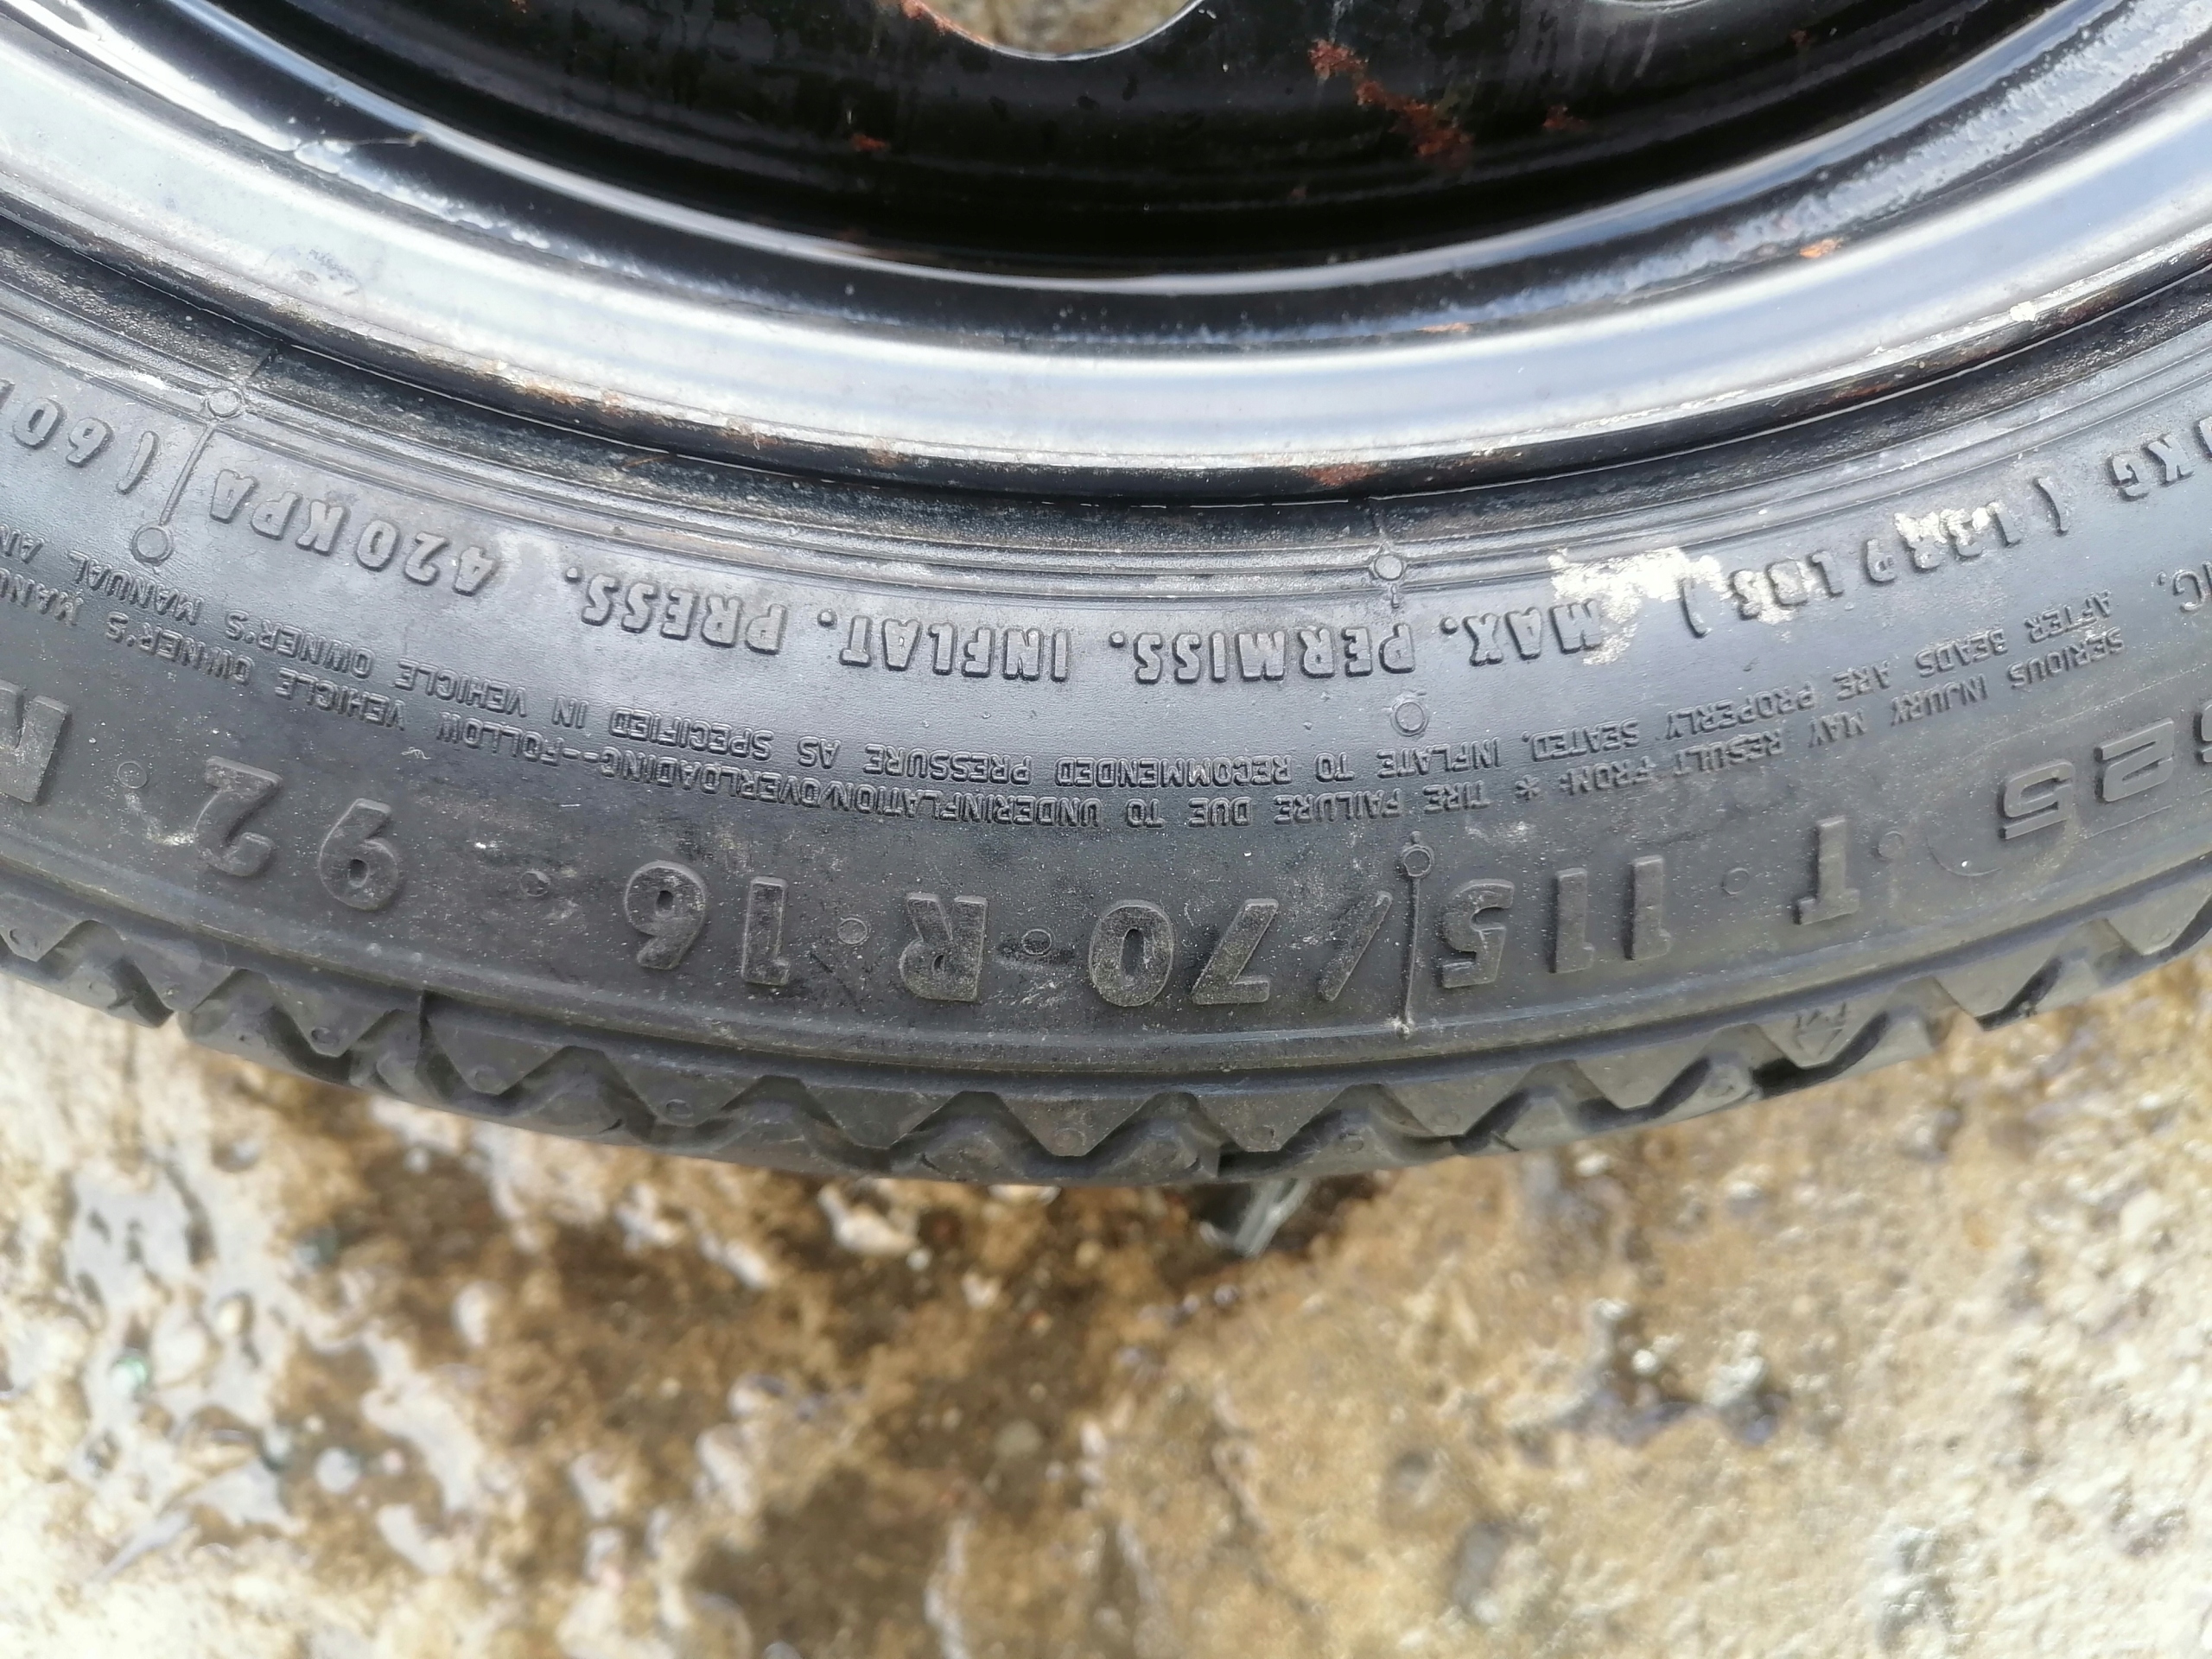 KG (1389 LBS) MAX. PERMISS. INFLAT. PRESS. 420KPA (60
SERIOUS INJURY MAY RESULT FROM: * TIRE FAILURE DUE TO UNDERINFLATION/OVERLOADING--FOLLOW VEHICLE OWNER'S
AFTER BEADS ARE PROPERLY SEATED, INFLATE TO RECOMMENDED PRESSURE AS SPECIFIED IN VEHICLE OWNER'S MANUAL
T 115/70 R 16 92 M